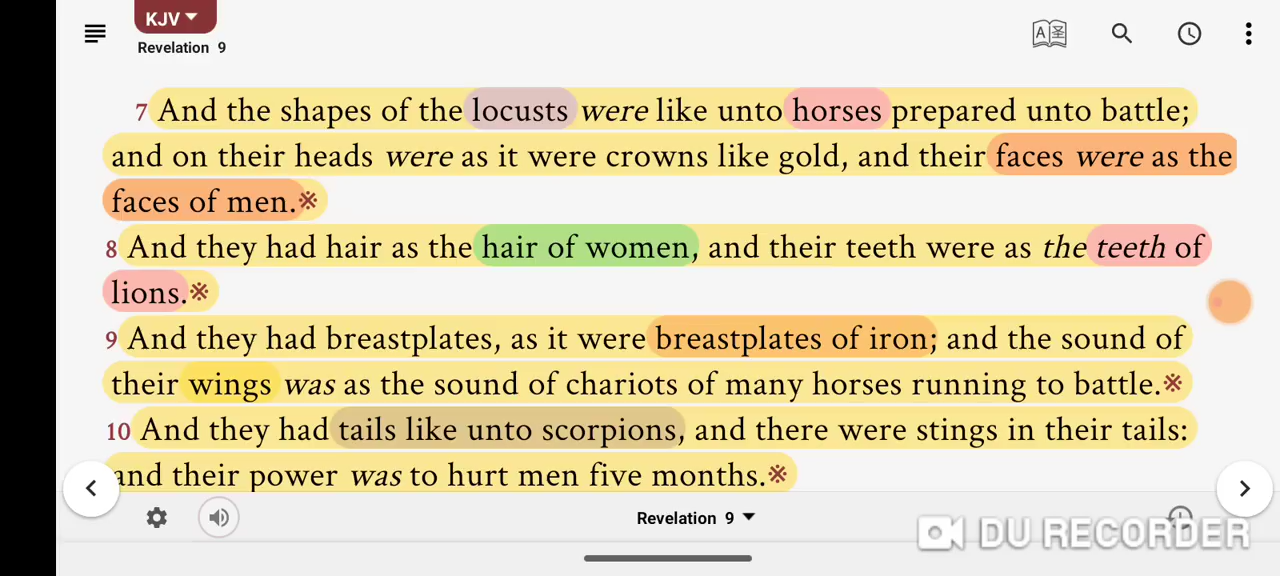 KJV
Revelation 9
7 And the shapes of the locusts were like unto horses prepared unto battle;
and on their heads were as it were crowns like gold, and their faces were as the
faces of men.※
8 And they had hair as the hair of women, and their teeth were as the teeth of
lions.※
9 And they had breastplates, as it were breastplates of iron; and the sound of
their wings was as the sound of chariots of many horses running to battle.※
10 And they had tails like unto scorpions, and there were stings in their tails:
and their power was to hurt men five months.※
Revelation 9
DU RECORDER